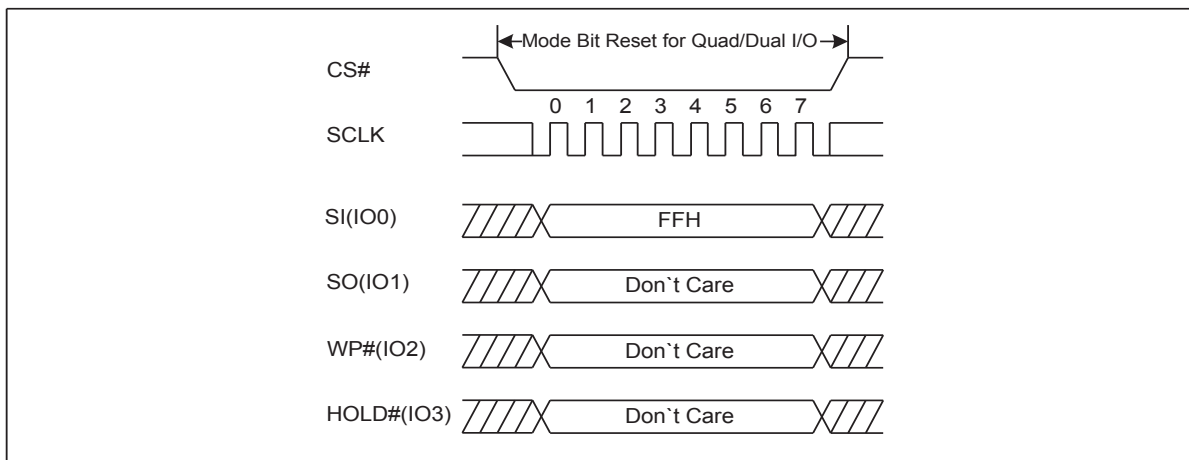 Mode Bit Reset for Quad/Dual I/O
CS#
0 1 2 3 4 5 6 7
SCLK
SI(IO0) FFH
SO(IO1) Don`t Care
WP#(IO2) Don`t Care
HOLD#(IO3) Don`t Care